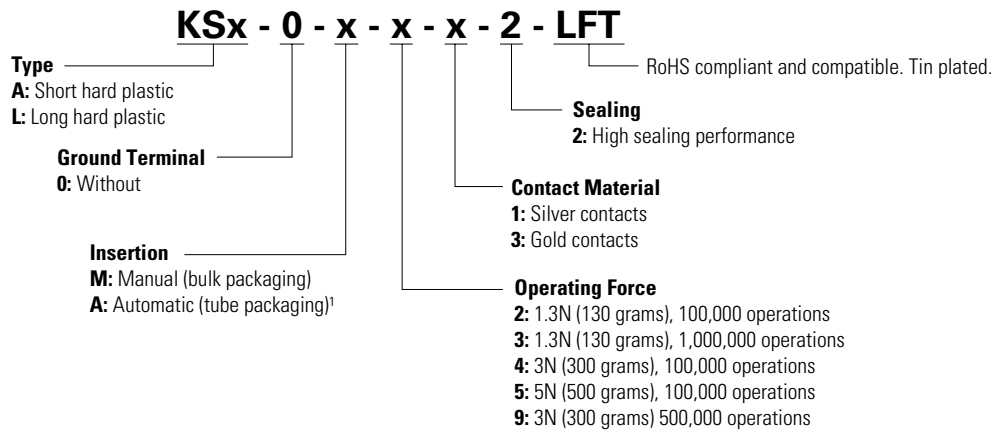 KSx - 0 - x - x - x - 2 - LFT
Type
A: Short hard plastic
L: Long hard plastic
RoHS compliant and compatible. Tin plated.
Sealing
2: High sealing performance
Ground Terminal
0: Without
Contact Material
1: Silver contacts
3: Gold contacts
Insertion
M: Manual (bulk packaging)
A: Automatic (tube packaging)¹
Operating Force
2: 1.3N (130 grams), 100,000 operations
3: 1.3N (130 grams), 1,000,000 operations
4: 3N (300 grams), 100,000 operations
5: 5N (500 grams), 100,000 operations
9: 3N (300 grams) 500,000 operations